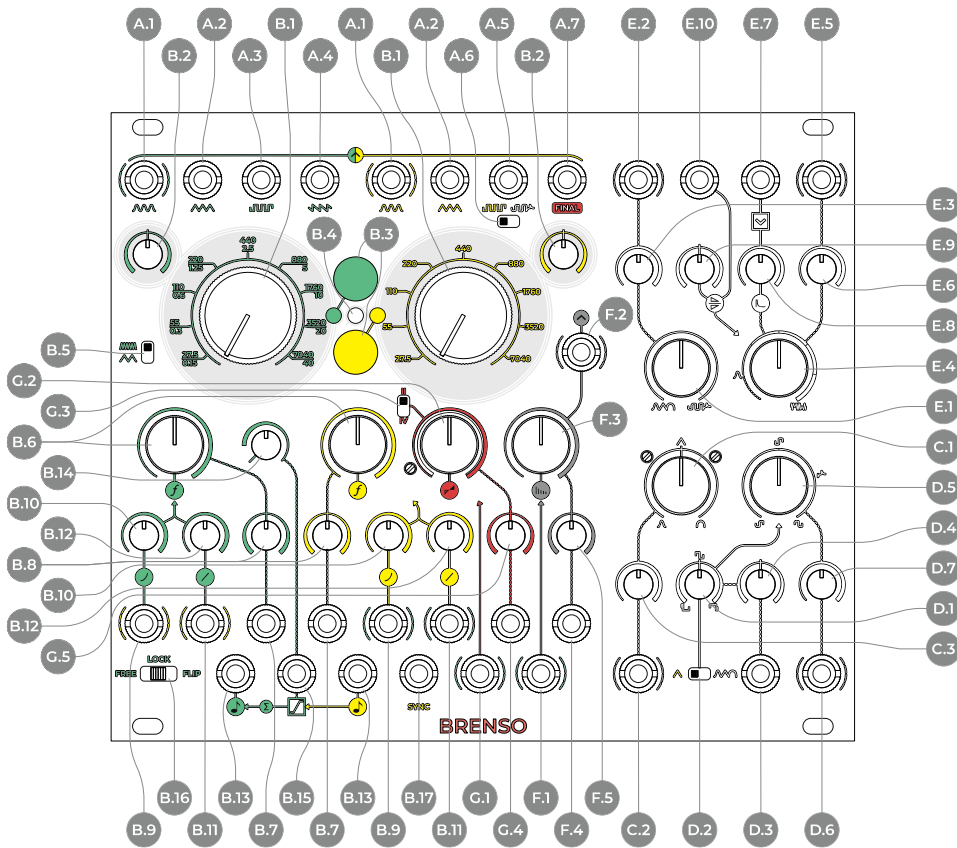 A.1 A.2 B.1 A.1 A.2 A.5 A.7 E.2 E.10 E.7 E.5
B.2 A.3 A.4 B.1 A.6 B.2
FINAL
B.4 B.3
E.3
440
2.5
440
E.9
220
1.25
880
5
220 880
E.6
110
0.6
1760
10
110 1760
F.2
E.8
55
0.3
3520
20
55 3520
B.5
27.5
0.15
7040
40
27.5 7040
E.4
G.2
G.3
E.1
B.6
F.3
C.1
B.14
D.5
f f
B.10
D.4
B.12
D.7
B.8
B.10
D.1
B.12
G.5
C.3
FREE LOCK FLIP
Σ
SYNC
BRENSO
B.16 B.13 B.15 B.13 B.17 G.1 F.1 F.5
B.9 B.11 B.7 B.7 B.9 B.11 G.4 F.4 C.2 D.2 D.3 D.6